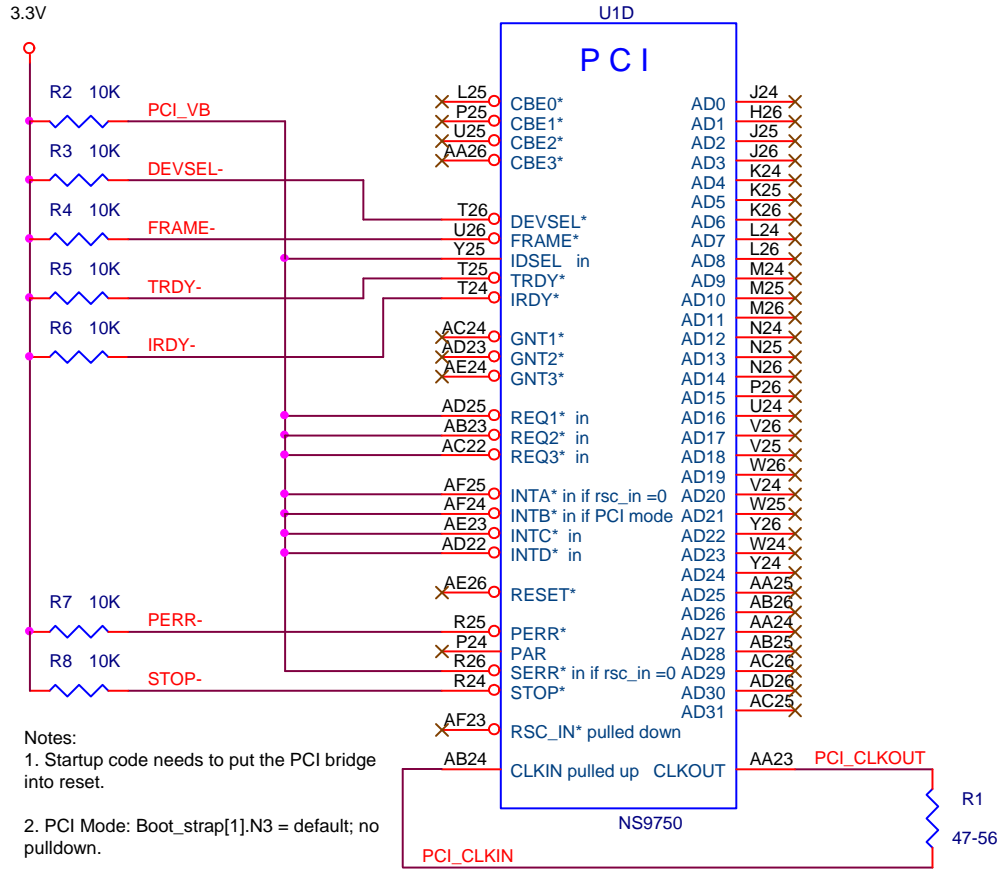 3.3V
U1D
P C I
R2 10K
PCI_VB
R3 10K
DEVSEL-
R4 10K
FRAME-
R5 10K
TRDY-
R6 10K
IRDY-
R7 10K
PERR-
R8 10K
STOP-
L25 CBE0*
P25 CBE1*
U25 CBE2*
AA26 CBE3*
T26 DEVSEL*
U26 FRAME*
Y25 IDSEL in
T25 TRDY*
T24 IRDY*
AC24 GNT1*
AD23 GNT2*
AE24 GNT3*
AD25 REQ1* in
AB23 REQ2* in
AC22 REQ3* in
AF25 INTA* in if rsc_in =0
AF24 INTB* in if PCI mode
AE23 INTC* in
AD22 INTD* in
AE26 RESET*
R25 PERR*
P24 PAR
R26 SERR* in if rsc_in =0
R24 STOP*
AF23 RSC_IN* pulled down
AB24 CLKIN pulled up
AD0 J24
AD1 H26
AD2 J25
AD3 J26
AD4 K24
AD5 K25
AD6 K26
AD7 L24
AD8 L26
AD9 M24
AD10 M25
AD11 M26
AD12 N24
AD13 N25
AD14 N26
AD15 P26
AD16 U24
AD17 V26
AD18 V25
AD19 W26
AD20 V24
AD21 W25
AD22 Y26
AD23 W24
AD24 Y24
AD25 AA25
AD26 AB26
AD27 AA24
AD28 AB25
AD29 AC26
AD30 AD26
AD31 AC25
CLKOUT AA23
PCI_CLKOUT
R1
47-56
NS9750
PCI_CLKIN
Notes:
1. Startup code needs to put the PCI bridge
into reset.
2. PCI Mode: Boot_strap[1].N3 = default; no
pulldown.